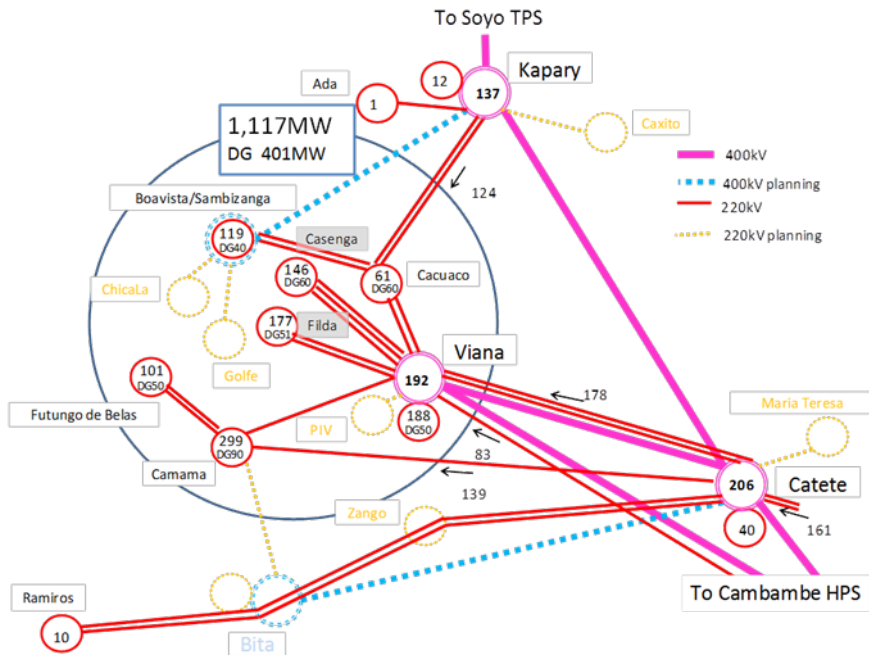 To Soyo TPS
Kapary
12
137
Ada
1
Caxito
1,117MW
DG 401MW
400kV
400kV planning
220kV
220kV planning
124
Boavista/Sambizanga
119
DG40
Casenga
146
DG60
61
DG60
Cacuaco
ChicaLa
177
DG51
Filda
Viana
192
Golfe
101
DG50
178
Maria Teresa
Futungo de Belas
PIV
188
DG50
299
DG90
83
Camama
139
206
Catete
Zango
40
161
Ramiros
10
Bita
To Cambambe HPS